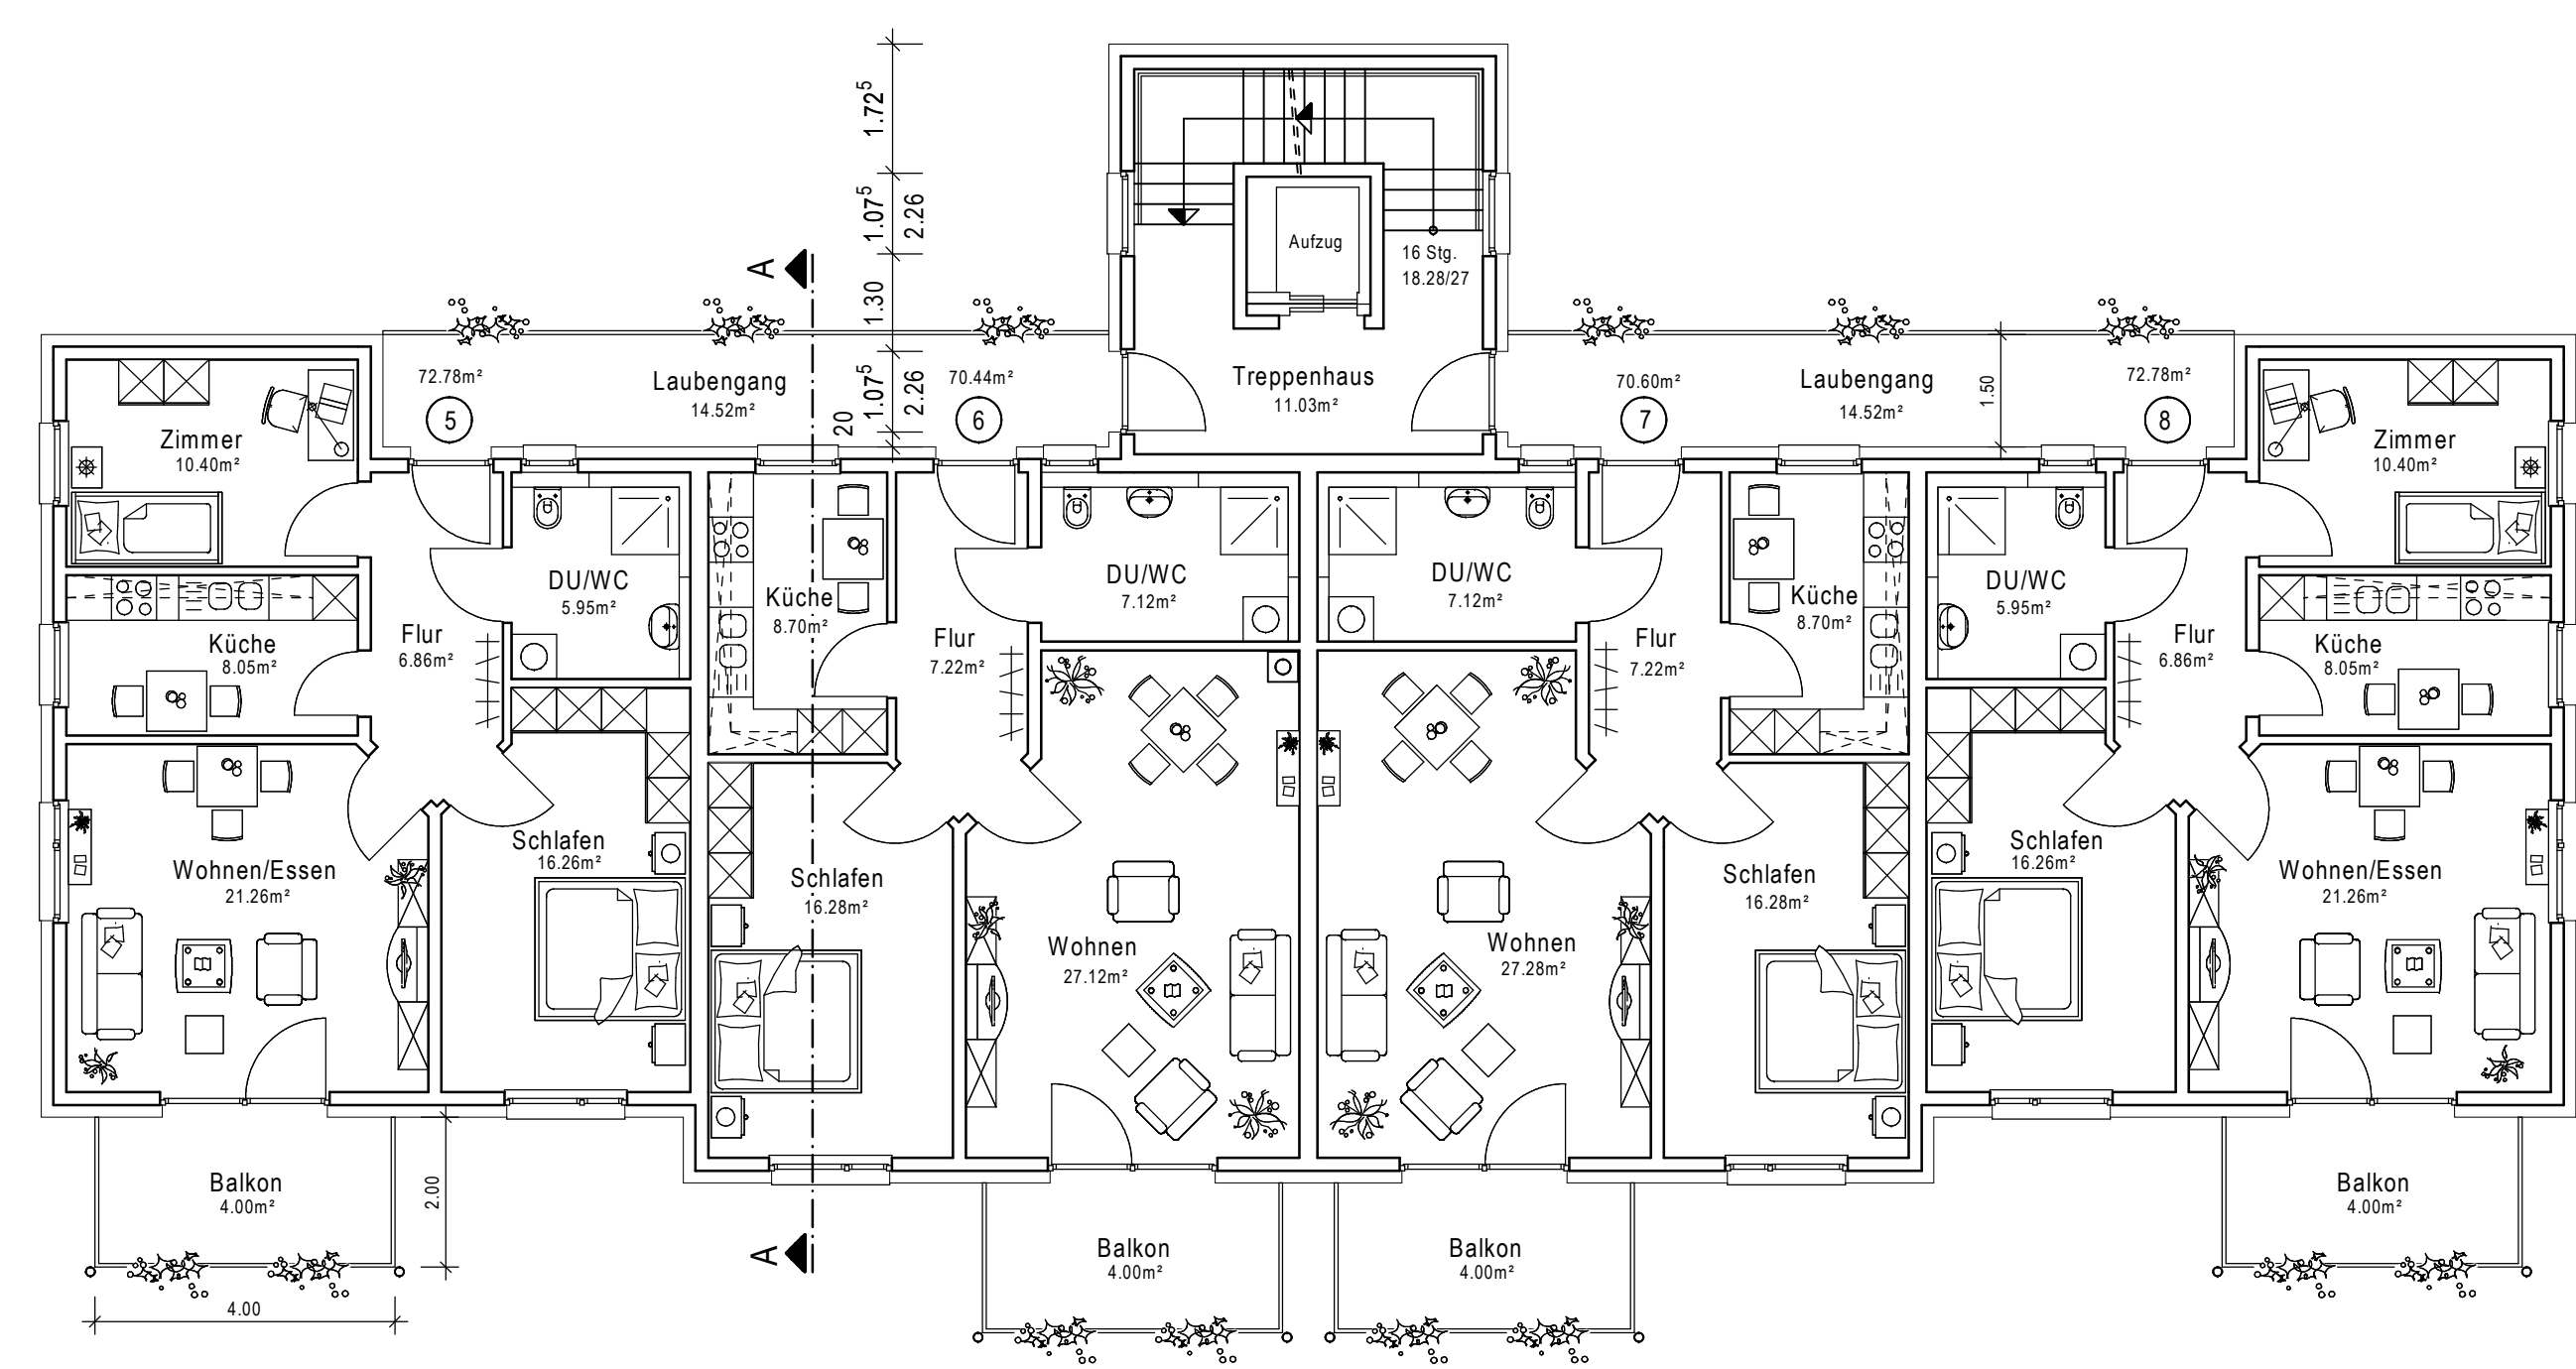 1.72⁵
1.07⁵
2.26
1.30
1.07⁵
2.26
20
A
Aufzug
16 Stg.
18.28/27
Treppenhaus
11.03m²
72.78m²
5
Laubengang
14.52m²
70.44m²
6
70.60m²
7
Laubengang
14.52m²
1.50
72.78m²
8
Zimmer
10.40m²
Küche
8.05m²
Flur
6.86m²
DU/WC
5.95m²
Wohnen/Essen
21.26m²
Schlafen
16.26m²
Balkon
4.00m²
2.00
4.00
Küche
8.70m²
Flur
7.22m²
DU/WC
7.12m²
Schlafen
16.28m²
Wohnen
27.12m²
Balkon
4.00m²
A
DU/WC
7.12m²
Flur
7.22m²
Küche
8.70m²
Wohnen
27.28m²
Schlafen
16.28m²
Balkon
4.00m²
DU/WC
5.95m²
Flur
6.86m²
Zimmer
10.40m²
Küche
8.05m²
Schlafen
16.26m²
Wohnen/Essen
21.26m²
Balkon
4.00m²